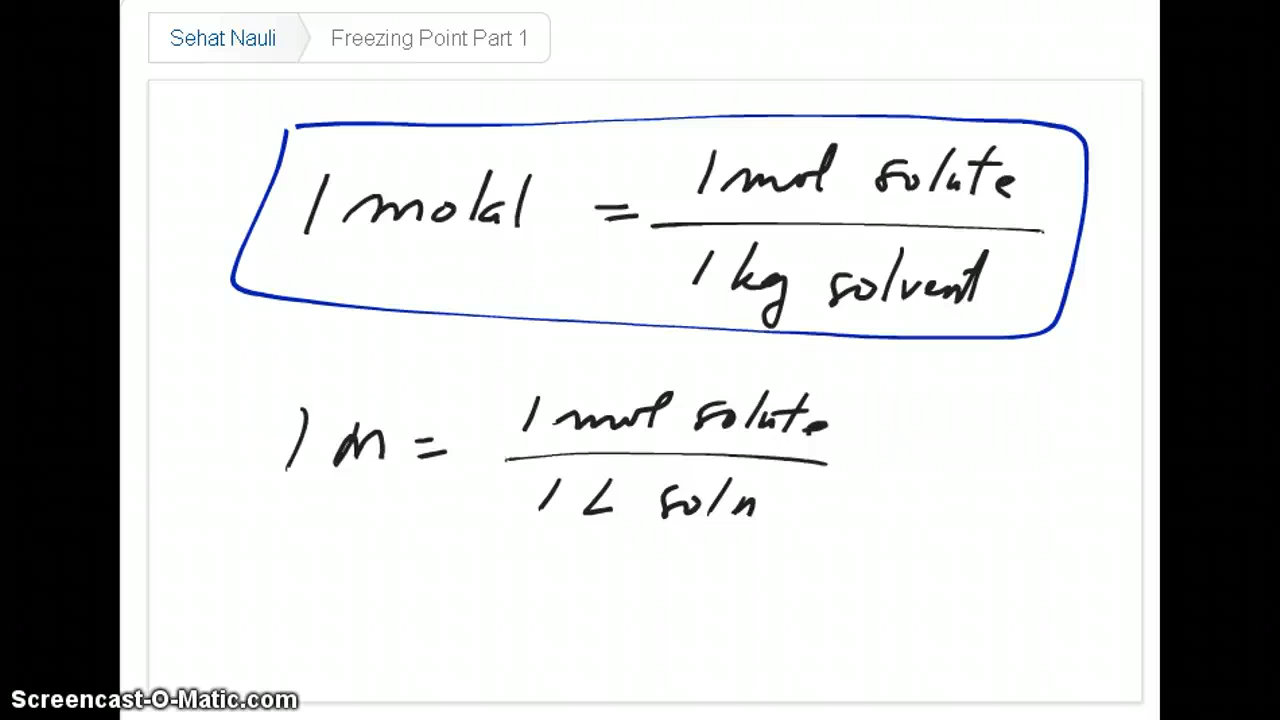 Sehat Nauli Freezing Point Part 1
1 mol solute
1 molal =
1 kg solvent
1 mol solute
1 M =
1 L soln
Screencast-O-Matic.com